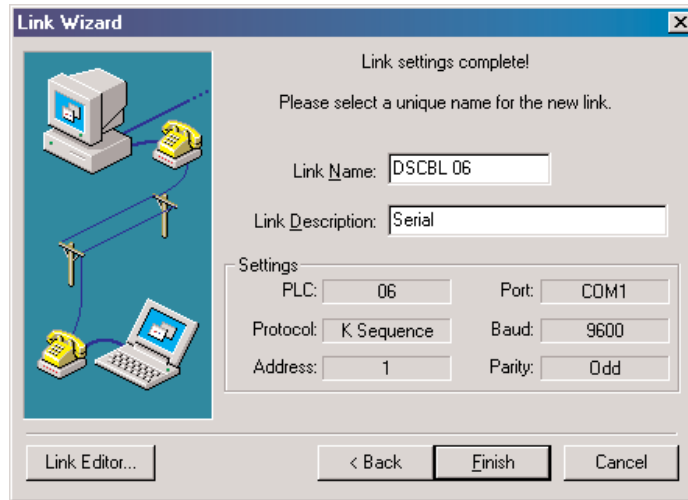 Link Wizard
Link settings complete!
Please select a unique name for the new link.
Link Name: DSCBL 06
Link Description: Serial
Settings
PLC: 06 Port: COM1
Protocol: K Sequence Baud: 9600
Address: 1 Parity: Odd
Link Editor... < Back Finish Cancel